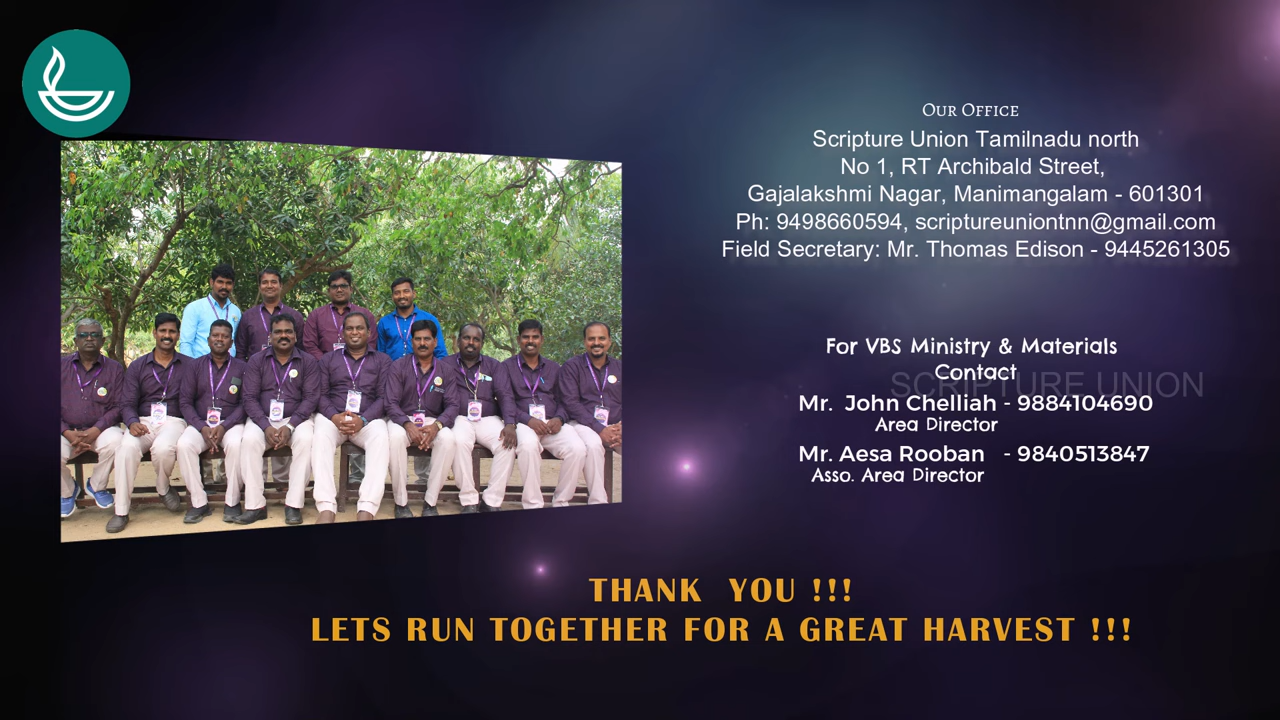 Our Office
Scripture Union Tamilnadu north
No 1, RT Archibald Street,
Gajalakshmi Nagar, Manimangalam - 601301
Ph: 9498660594, scriptureuniontnn@gmail.com
Field Secretary: Mr. Thomas Edison - 9445261305
For VBS Ministry & Materials
Contact
SCRIPTURE UNION
Mr. John Chelliah - 9884104690
Area Director
Mr. Aesa Rooban - 9840513847
Asso. Area Director
THANK YOU !!!
LETS RUN TOGETHER FOR A GREAT HARVEST !!!